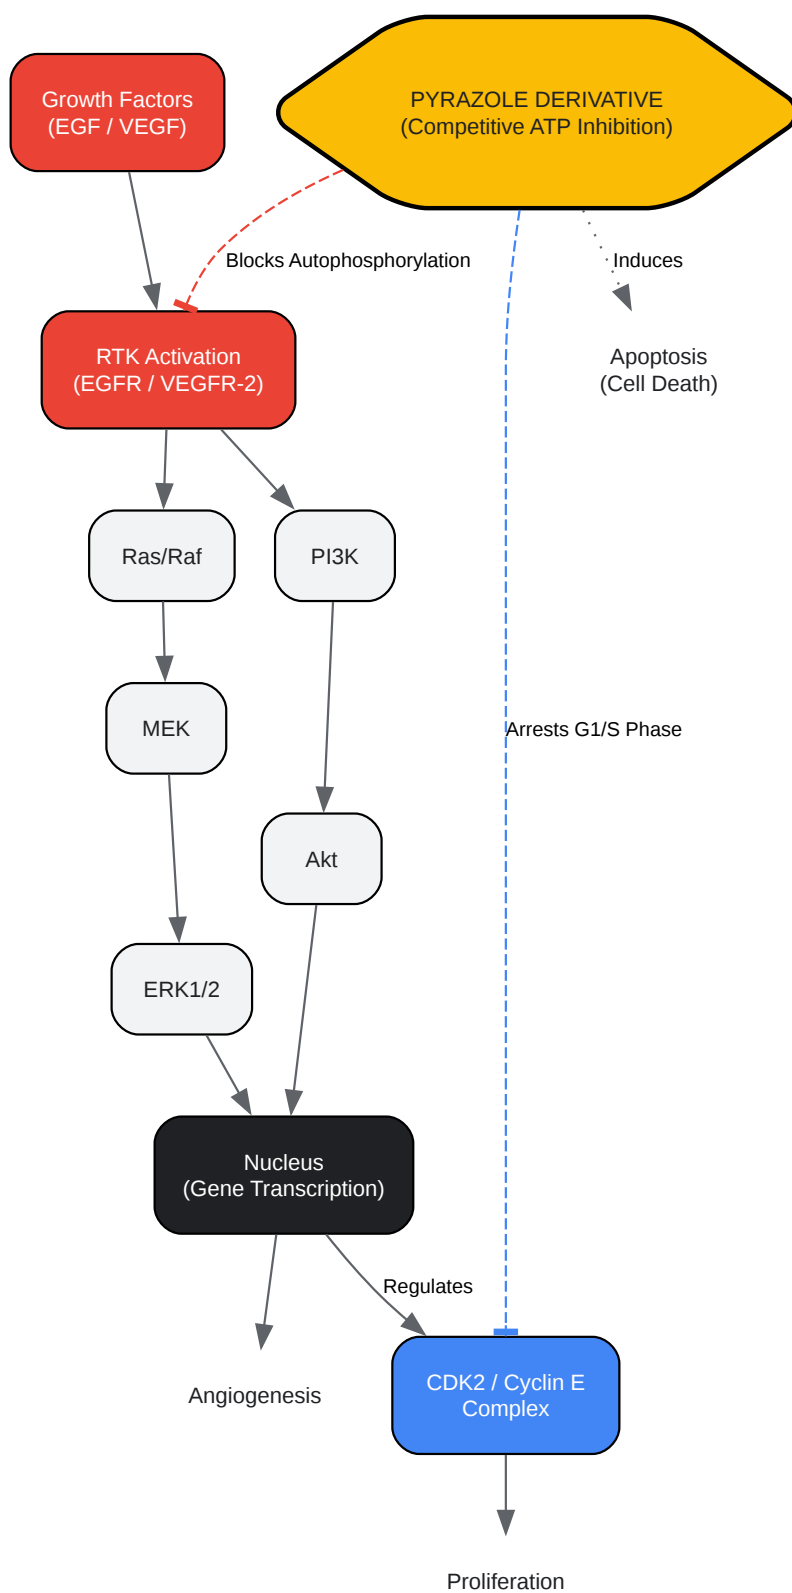 Growth Factors
(EGF / VEGF)
PYRAZOLE DERIVATIVE
(Competitive ATP Inhibition)
Blocks Autophosphorylation
Induces
RTK Activation
(EGFR / VEGFR-2)
Apoptosis
(Cell Death)
Ras/Raf
PI3K
MEK
Arrests G1/S Phase
Akt
ERK1/2
Nucleus
(Gene Transcription)
Regulates
Angiogenesis
CDK2 / Cyclin E
Complex
Proliferation